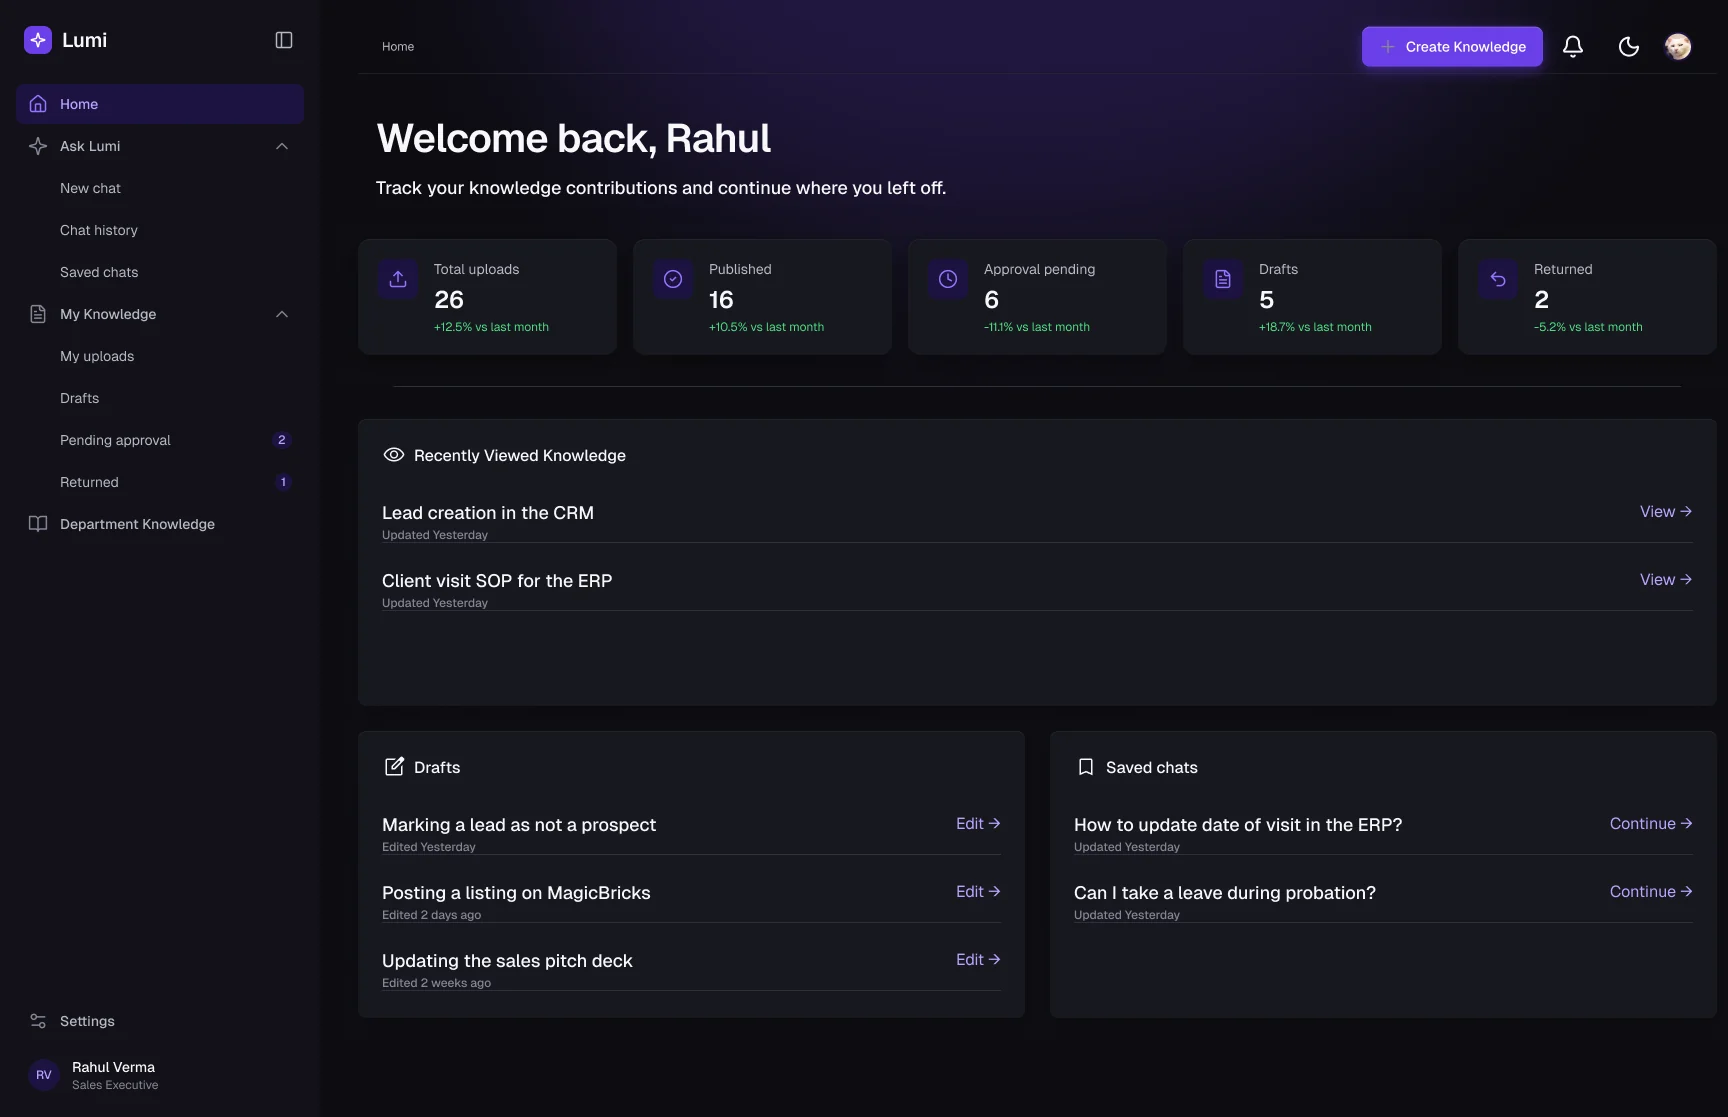 Lumi
Home
Ask Lumi
New chat
Chat history
Saved chats
My Knowledge
My uploads
Drafts
Pending approval 2
Returned 1
Department Knowledge
Settings
RV
Rahul Verma
Sales Executive
Home
Create Knowledge
Welcome back, Rahul
Track your knowledge contributions and continue where you left off.
Total uploads
26
+12.5% vs last month
Published
16
+10.5% vs last month
Approval pending
6
-11.1% vs last month
Drafts
5
+18.7% vs last month
Returned
2
-5.2% vs last month
Recently Viewed Knowledge
Lead creation in the CRM
Updated Yesterday
View →
Client visit SOP for the ERP
Updated Yesterday
View →
Drafts
Marking a lead as not a prospect
Edited Yesterday
Edit →
Posting a listing on MagicBricks
Edited 2 days ago
Edit →
Updating the sales pitch deck
Edited 2 weeks ago
Edit →
Saved chats
How to update date of visit in the ERP?
Updated Yesterday
Continue →
Can I take a leave during probation?
Updated Yesterday
Continue →